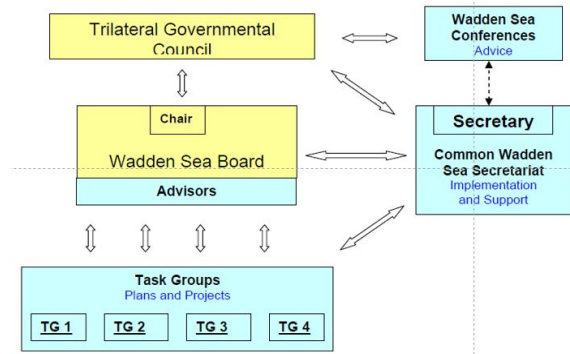 Trilateral Governmental
Council
Wadden Sea
Conferences
Advice
Chair
Wadden Sea Board
Advisors
Secretary
Common Wadden
Sea Secretariat
Implementation
and Support
Task Groups
Plans and Projects
TG 1
TG 2
TG 3
TG 4